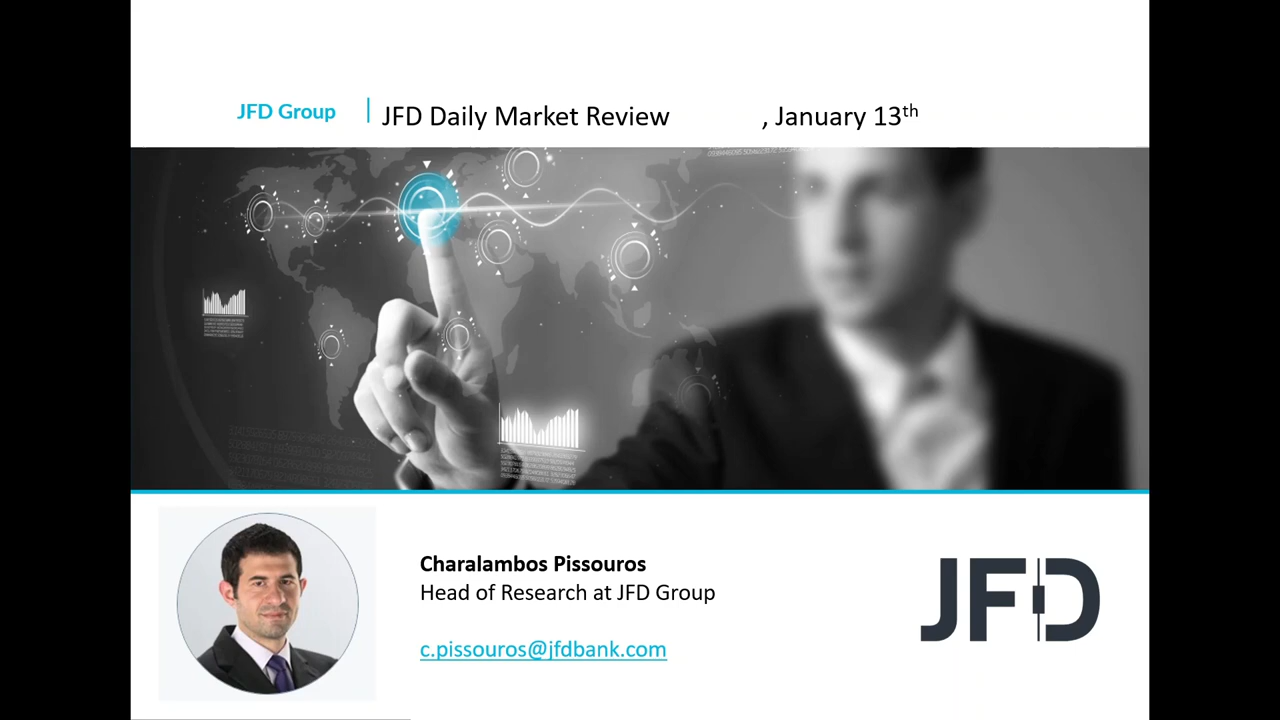 JFD Group
JFD Daily Market Review , January 13th
Charalambos Pissouros
Head of Research at JFD Group
c.pissouros@jfdbank.com
JFD